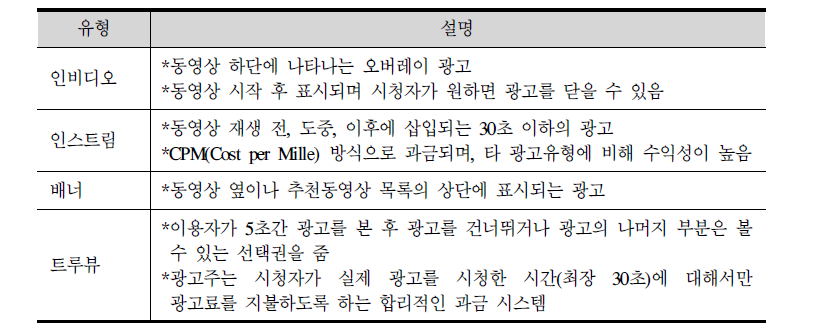 유형 설명
인비디오
*동영상 하단에 나타나는 오버레이 광고
*동영상 시작 후 표시되며 시청자가 원하면 광고를 닫을 수 있음
인스트림
*동영상 재생 전, 도중, 이후에 삽입되는 30초 이하의 광고
*CPM(Cost per Mille) 방식으로 과금되며, 타 광고유형에 비해 수익성이 높음
배너
*동영상 옆이나 추천동영상 목록의 상단에 표시되는 광고
트루뷰
*이용자가 5초간 광고를 본 후 광고를 건너뛰거나 광고의 나머지 부분은 볼
수 있는 선택권을 줌
*광고주는 시청자가 실제 광고를 시청한 시간(최장 30초)에 대해서만
광고료를 지불하도록 하는 합리적인 과금 시스템